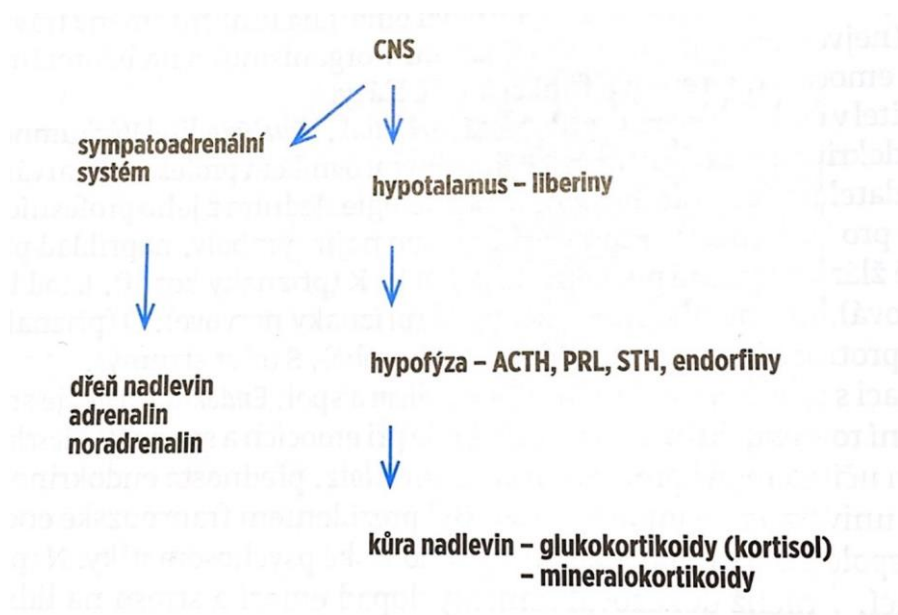 CNS
sympatoadrenální
systém
hypotalamus – liberiny
hypofýza – ACTH, PRL, STH, endorfiny
dřeň nadlevin
adrenalin
noradrenalin
kůra nadlevin – glukokortikoidy (kortisol)
– mineralokortikoidy